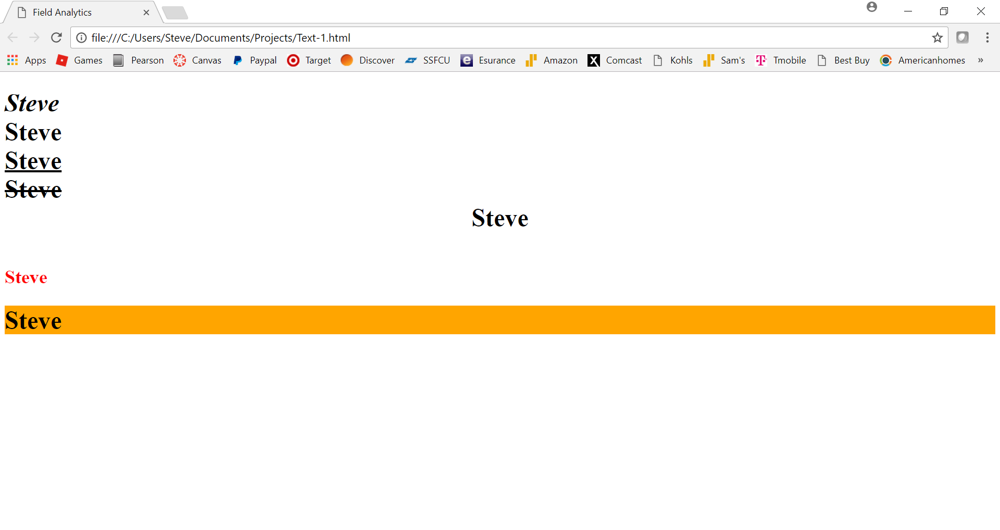 Field Analytics
file:///C:/Users/Steve/Documents/Projects/Text-1.html
Apps Games Pearson Canvas Paypal Target Discover SSFCU Esurance Amazon Comcast Kohls Sam's Tmobile Best Buy Americanhomes »
Steve
Steve
Steve
Steve
Steve
Steve
Steve